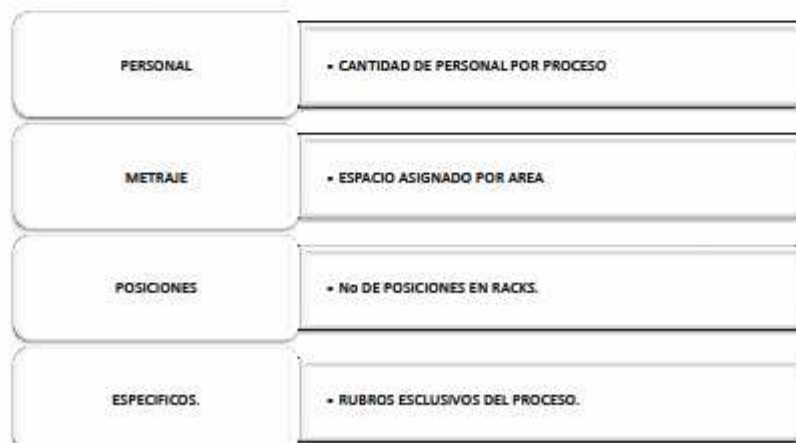 PERSONAL
• CANTIDAD DE PERSONAL POR PROCESO
METRAJE
• ESPACIO ASIGNADO POR AREA
POSICIONES
• No DE POSICIONES EN RACKS.
ESPECIFICOS.
• RUBROS ESCLUSIVOS DEL PROCESO.